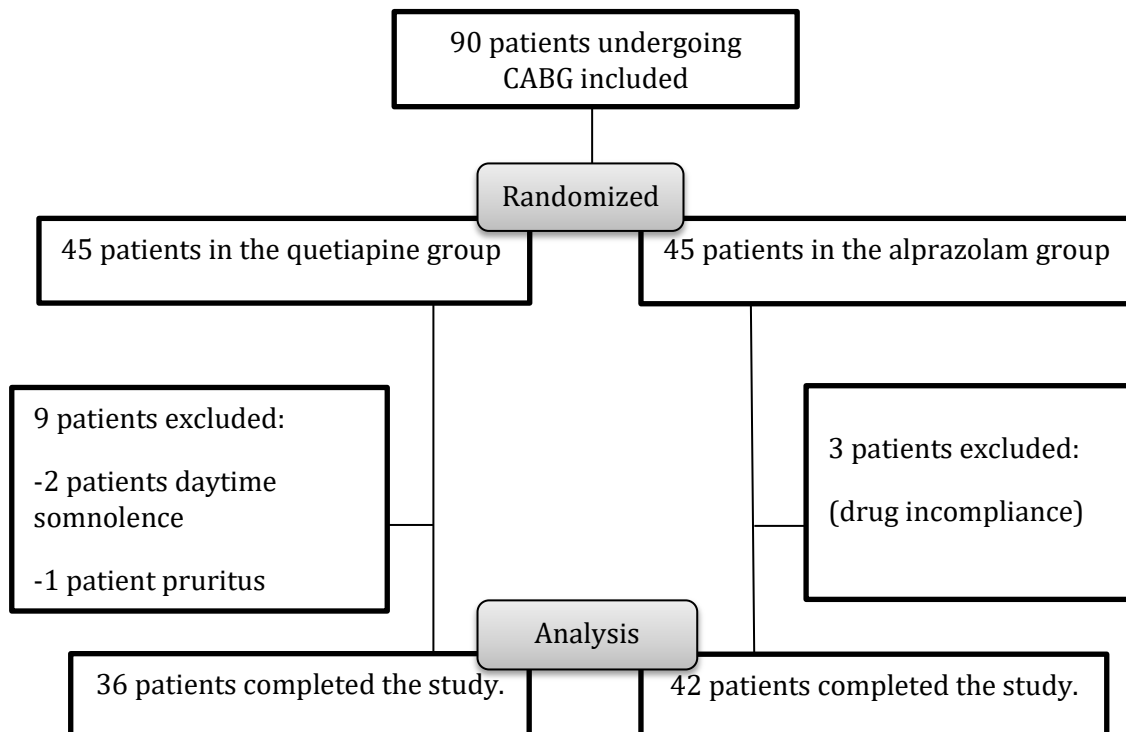 90 patients undergoing
CABG included
Randomized
45 patients in the quetiapine group
45 patients in the alprazolam group
9 patients excluded:
-2 patients daytime
somnolence
-1 patient pruritus
3 patients excluded:
(drug incompliance)
Analysis
36 patients completed the study.
42 patients completed the study.